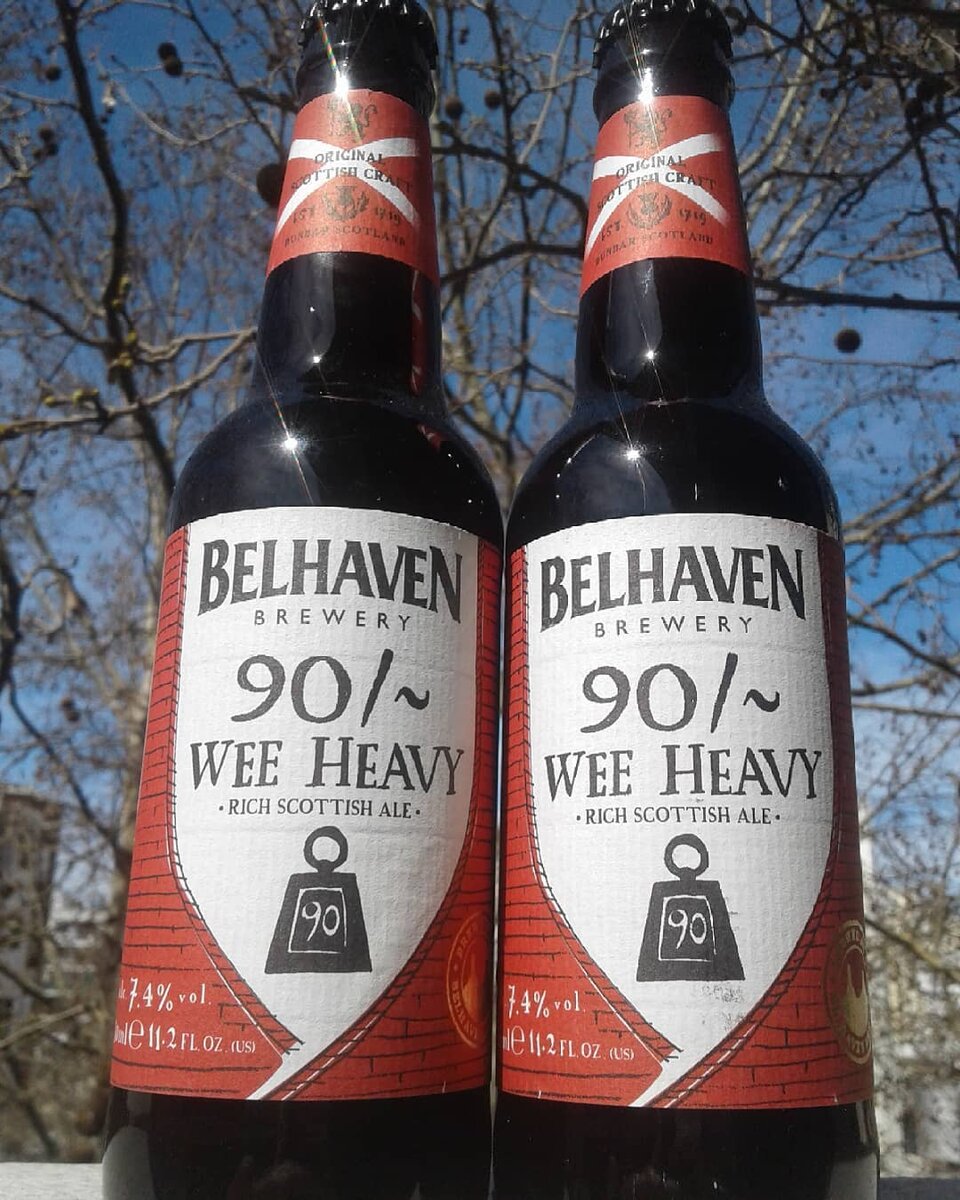 ORIGINAL
SCOTTISH CRAFT
EST 1719
DUNBAR SCOTLAND
BELHAVEN
BREWERY
90/~
WEE HEAVY
·RICH SCOTTISH ALE·
90
7.4% vol.
ml e 11.2 FL. OZ. (US)
ORIGINAL
SCOTTISH CRAFT
EST 1719
DUNBAR SCOTLAND
BELHAVEN
BREWERY
90/~
WEE HEAVY
·RICH SCOTTISH ALE·
90
7.4% vol.
ml e 11.2 FL. OZ. (US)